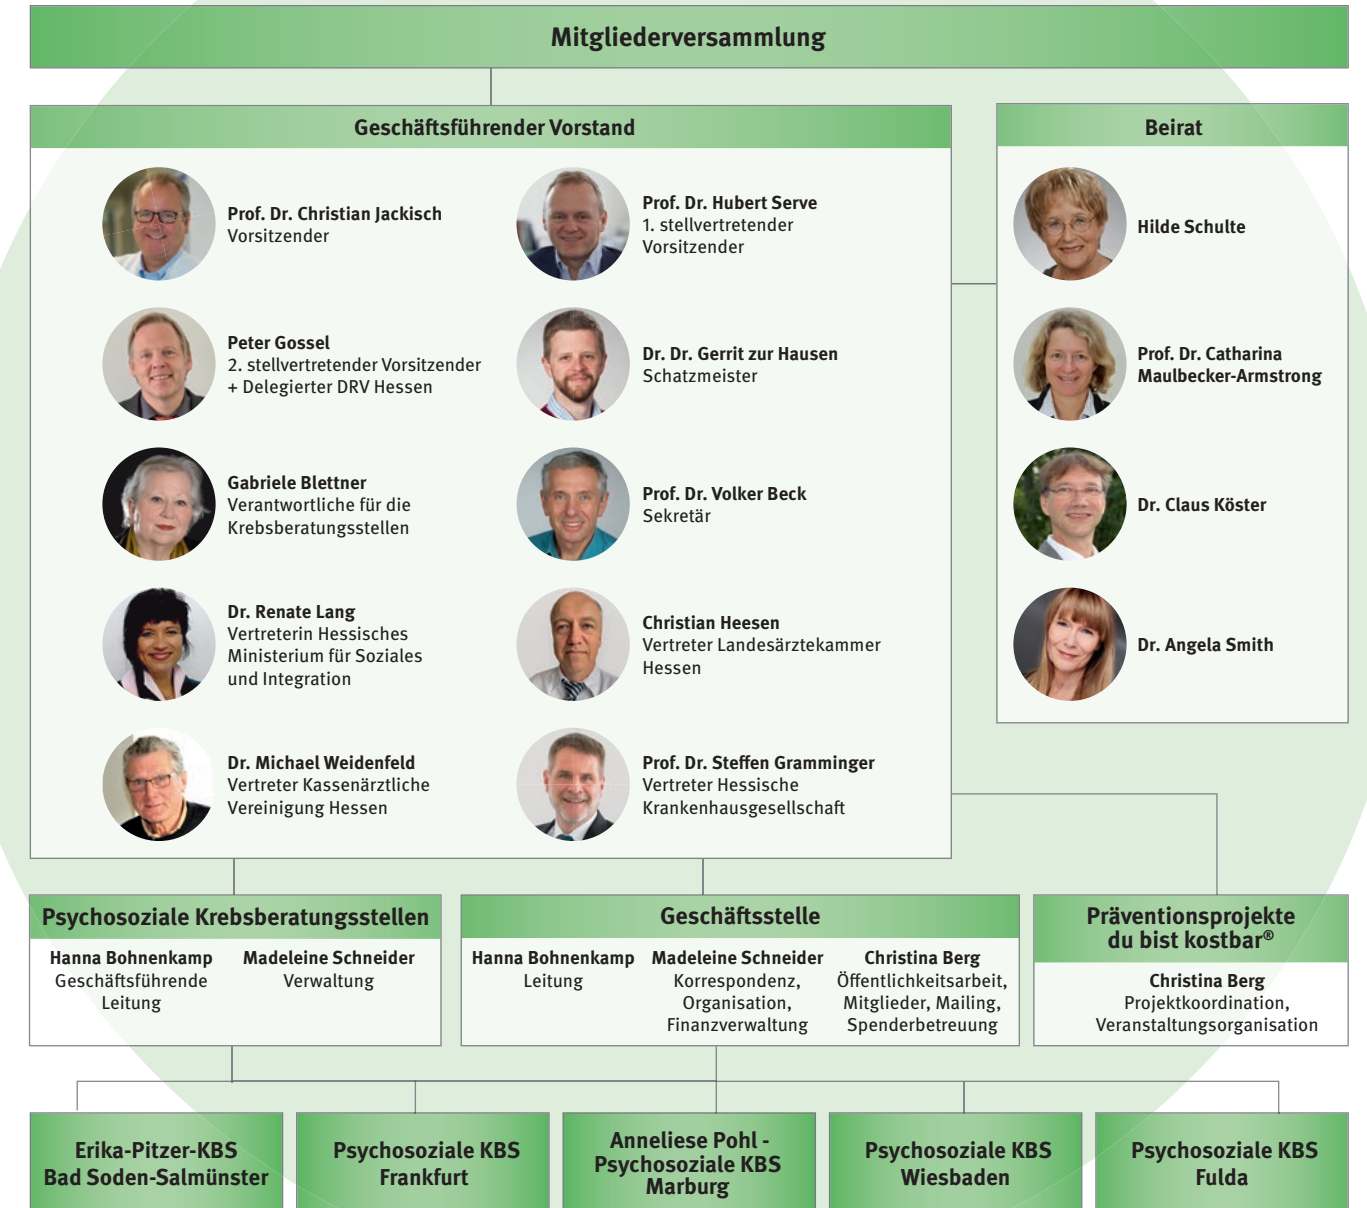 Mitgliederversammlung
Geschäftsführender Vorstand
Prof. Dr. Christian Jackisch
Vorsitzender
Prof. Dr. Hubert Serve
1. stellvertretender
Vorsitzender
Peter Gossel
2. stellvertretender Vorsitzender
+ Delegierter DRV Hessen
Dr. Dr. Gerrit zur Hausen
Schatzmeister
Gabriele Blettner
Verantwortliche für die
Krebsberatungsstellen
Prof. Dr. Volker Beck
Sekretär
Dr. Renate Lang
Vertreterin Hessisches
Ministerium für Soziales
und Integration
Christian Heesen
Vertreter Landesärztekammer
Hessen
Dr. Michael Weidenfeld
Vertreter Kassenärztliche
Vereinigung Hessen
Prof. Dr. Steffen Gramminger
Vertreter Hessische
Krankenhausgesellschaft
Beirat
Hilde Schulte
Prof. Dr. Catharina
Maulbecker-Armstrong
Dr. Claus Köster
Dr. Angela Smith
Psychosoziale Krebsberatungsstellen
Hanna Bohnenkamp
Geschäftsführende
Leitung
Madeleine Schneider
Verwaltung
Geschäftsstelle
Hanna Bohnenkamp
Leitung
Madeleine Schneider
Korrespondenz,
Organisation,
Finanzverwaltung
Christina Berg
Öffentlichkeitsarbeit,
Mitglieder, Mailing,
Spenderbetreuung
Präventionsprojekte
du bist kostbar®
Christina Berg
Projektkoordination,
Veranstaltungsorganisation
Erika-Pitzer-KBS
Bad Soden-Salmünster
Psychosoziale KBS
Frankfurt
Anneliese Pohl -
Psychosoziale KBS
Marburg
Psychosoziale KBS
Wiesbaden
Psychosoziale KBS
Fulda